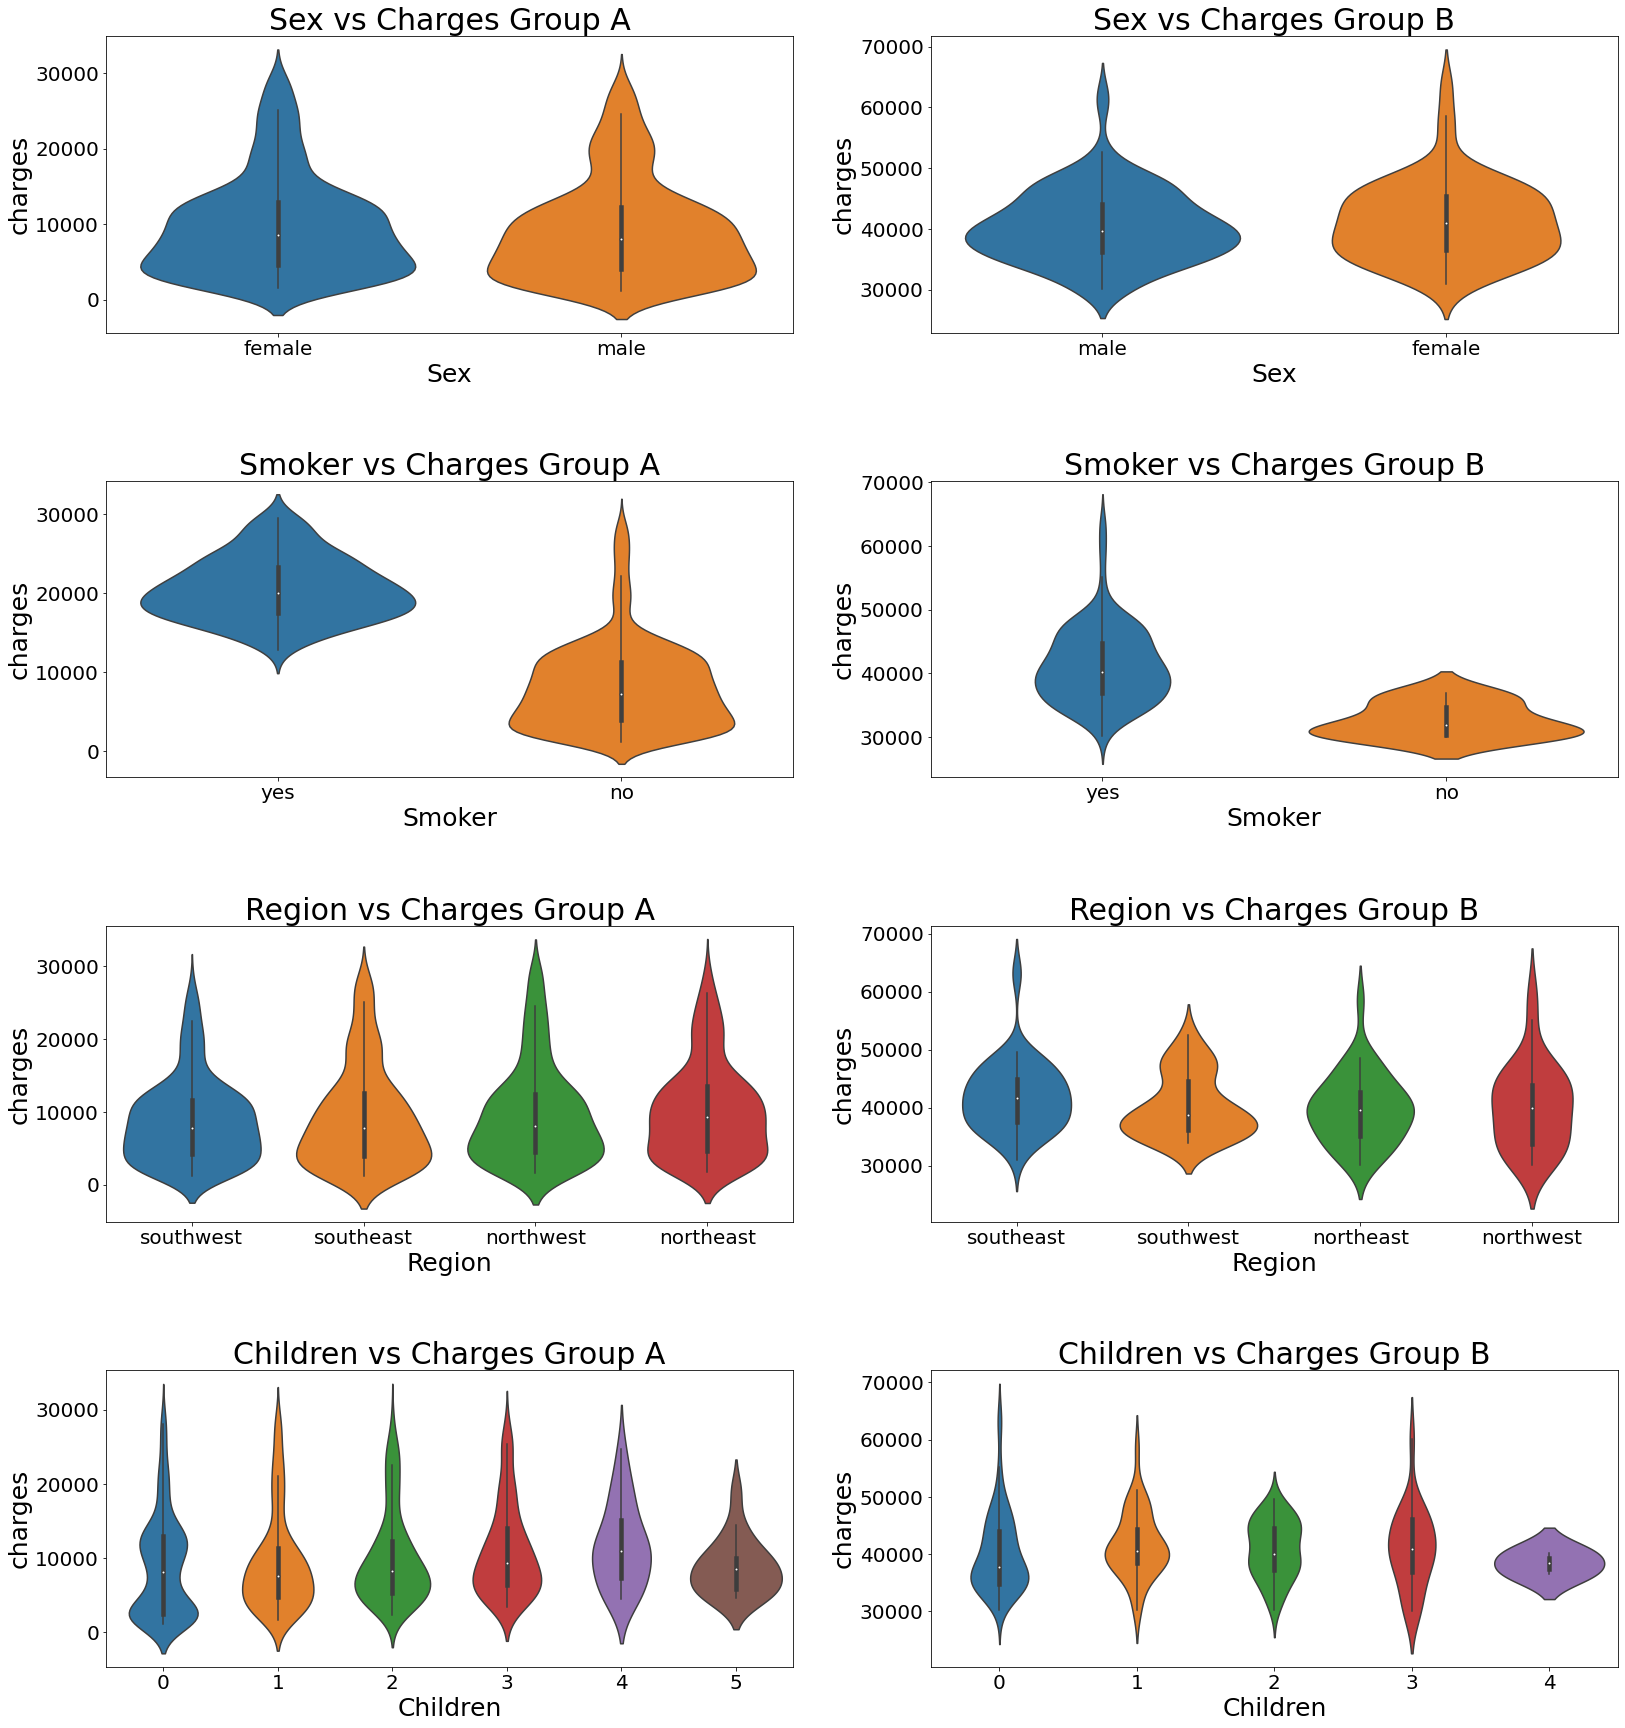 Sex vs Charges Group A
30000
20000
10000
0
charges
female male
Sex
Sex vs Charges Group B
70000
60000
50000
40000
30000
charges
male female
Sex
Smoker vs Charges Group A
30000
20000
10000
0
charges
yes no
Smoker
Smoker vs Charges Group B
70000
60000
50000
40000
30000
charges
yes no
Smoker
Region vs Charges Group A
30000
20000
10000
0
charges
southwest southeast northwest northeast
Region
Region vs Charges Group B
70000
60000
50000
40000
30000
charges
southeast southwest northeast northwest
Region
Children vs Charges Group A
30000
20000
10000
0
charges
0 1 2 3 4 5
Children
Children vs Charges Group B
70000
60000
50000
40000
30000
charges
0 1 2 3 4
Children